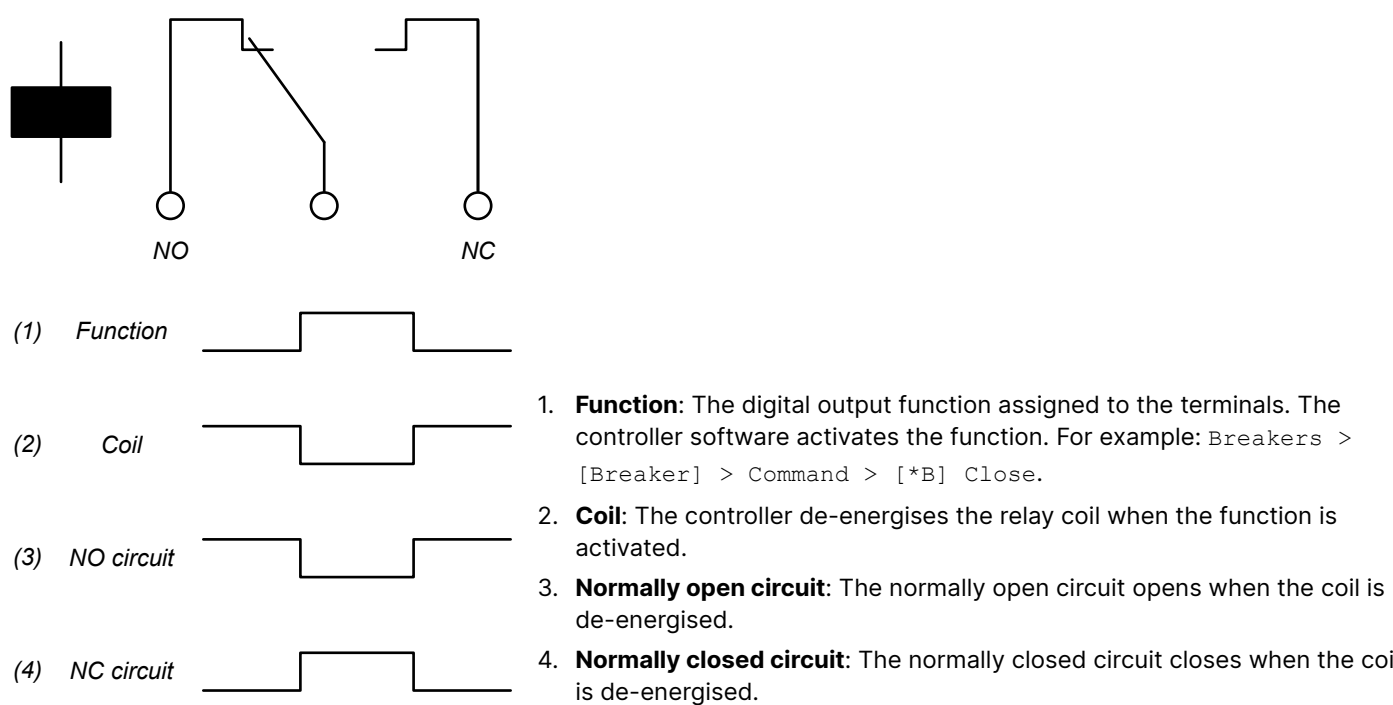 NO
NC
(1) Function
(2) Coil
(3) NO circuit
(4) NC circuit
1. Function: The digital output function assigned to the terminals. The
controller software activates the function. For example: Breakers >
[Breaker] > Command > [*B] Close.
2. Coil: The controller de-energises the relay coil when the function is
activated.
3. Normally open circuit: The normally open circuit opens when the coil is
de-energised.
4. Normally closed circuit: The normally closed circuit closes when the coi
is de-energised.